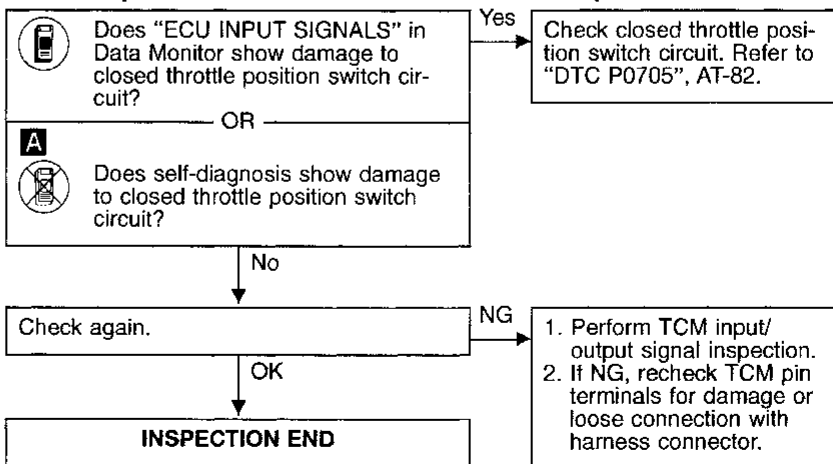 Does "ECU INPUT SIGNALS" in
Data Monitor show damage to
closed throttle position switch cir-
cuit?
Yes
Check closed throttle posi-
tion switch circuit. Refer to
"DTC P0705", AT-82.
OR
A
Does self-diagnosis show damage
to closed throttle position switch
circuit?
No
Check again.
NG
1. Perform TCM input/
output signal inspection.
2. If NG, recheck TCM pin
terminals for damage or
loose connection with
harness connector.
OK
INSPECTION END